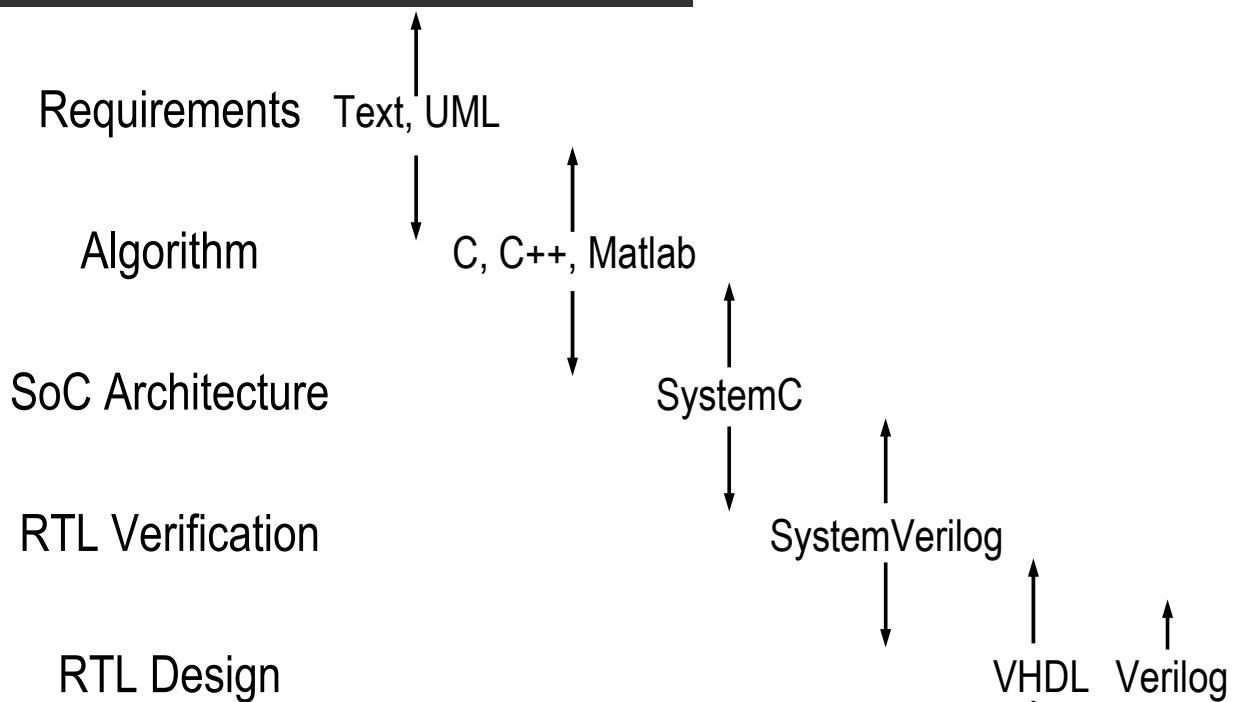 Requirements Text, UML
Algorithm C, C++, Matlab
SoC Architecture SystemC
RTL Verification SystemVerilog
RTL Design VHDL Verilog